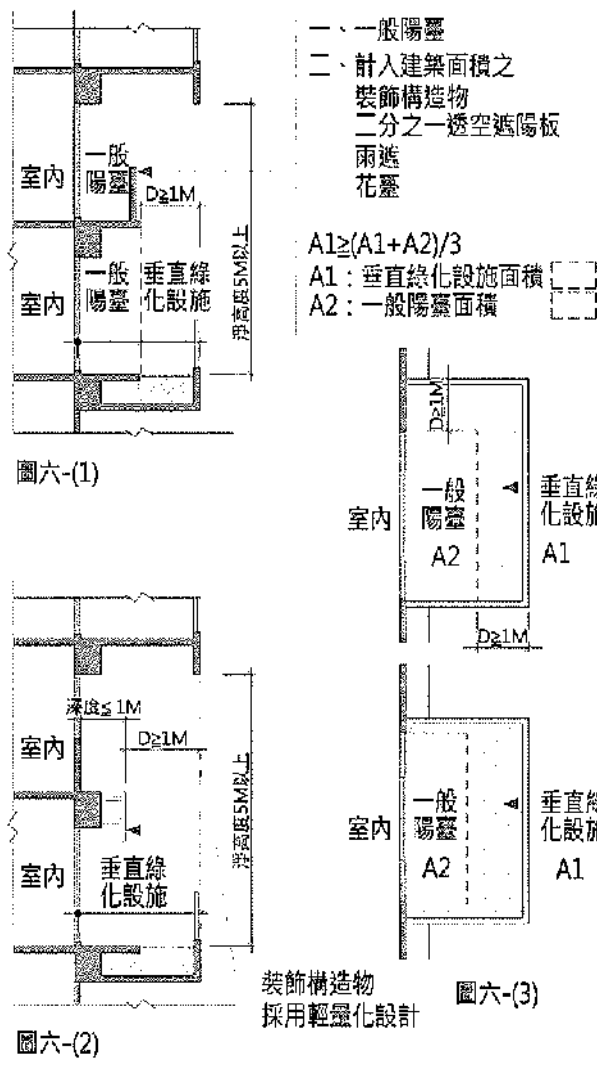 一、一般陽臺
二、計入建築面積之
裝飾構造物
二分之一透空遮陽板
雨遮
花臺
A1≧(A1+A2)/3
A1：垂直綠化設施面積
A2：一般陽臺面積
室內
一般
陽臺
D≧1M
淨高度5M以上
室內
一般
陽臺
垂直綠
化設施
圖六-(1)
D≧1M
室內
一般
陽臺
A2
垂直綠
化設施
A1
D≧1M
深度≦1M
D≧1M
室內
淨高度5M以上
室內
垂直綠
化設施
裝飾構造物
採用輕量化設計
圖六-(2)
室內
一般
陽臺
A2
垂直綠
化設施
A1
圖六-(3)